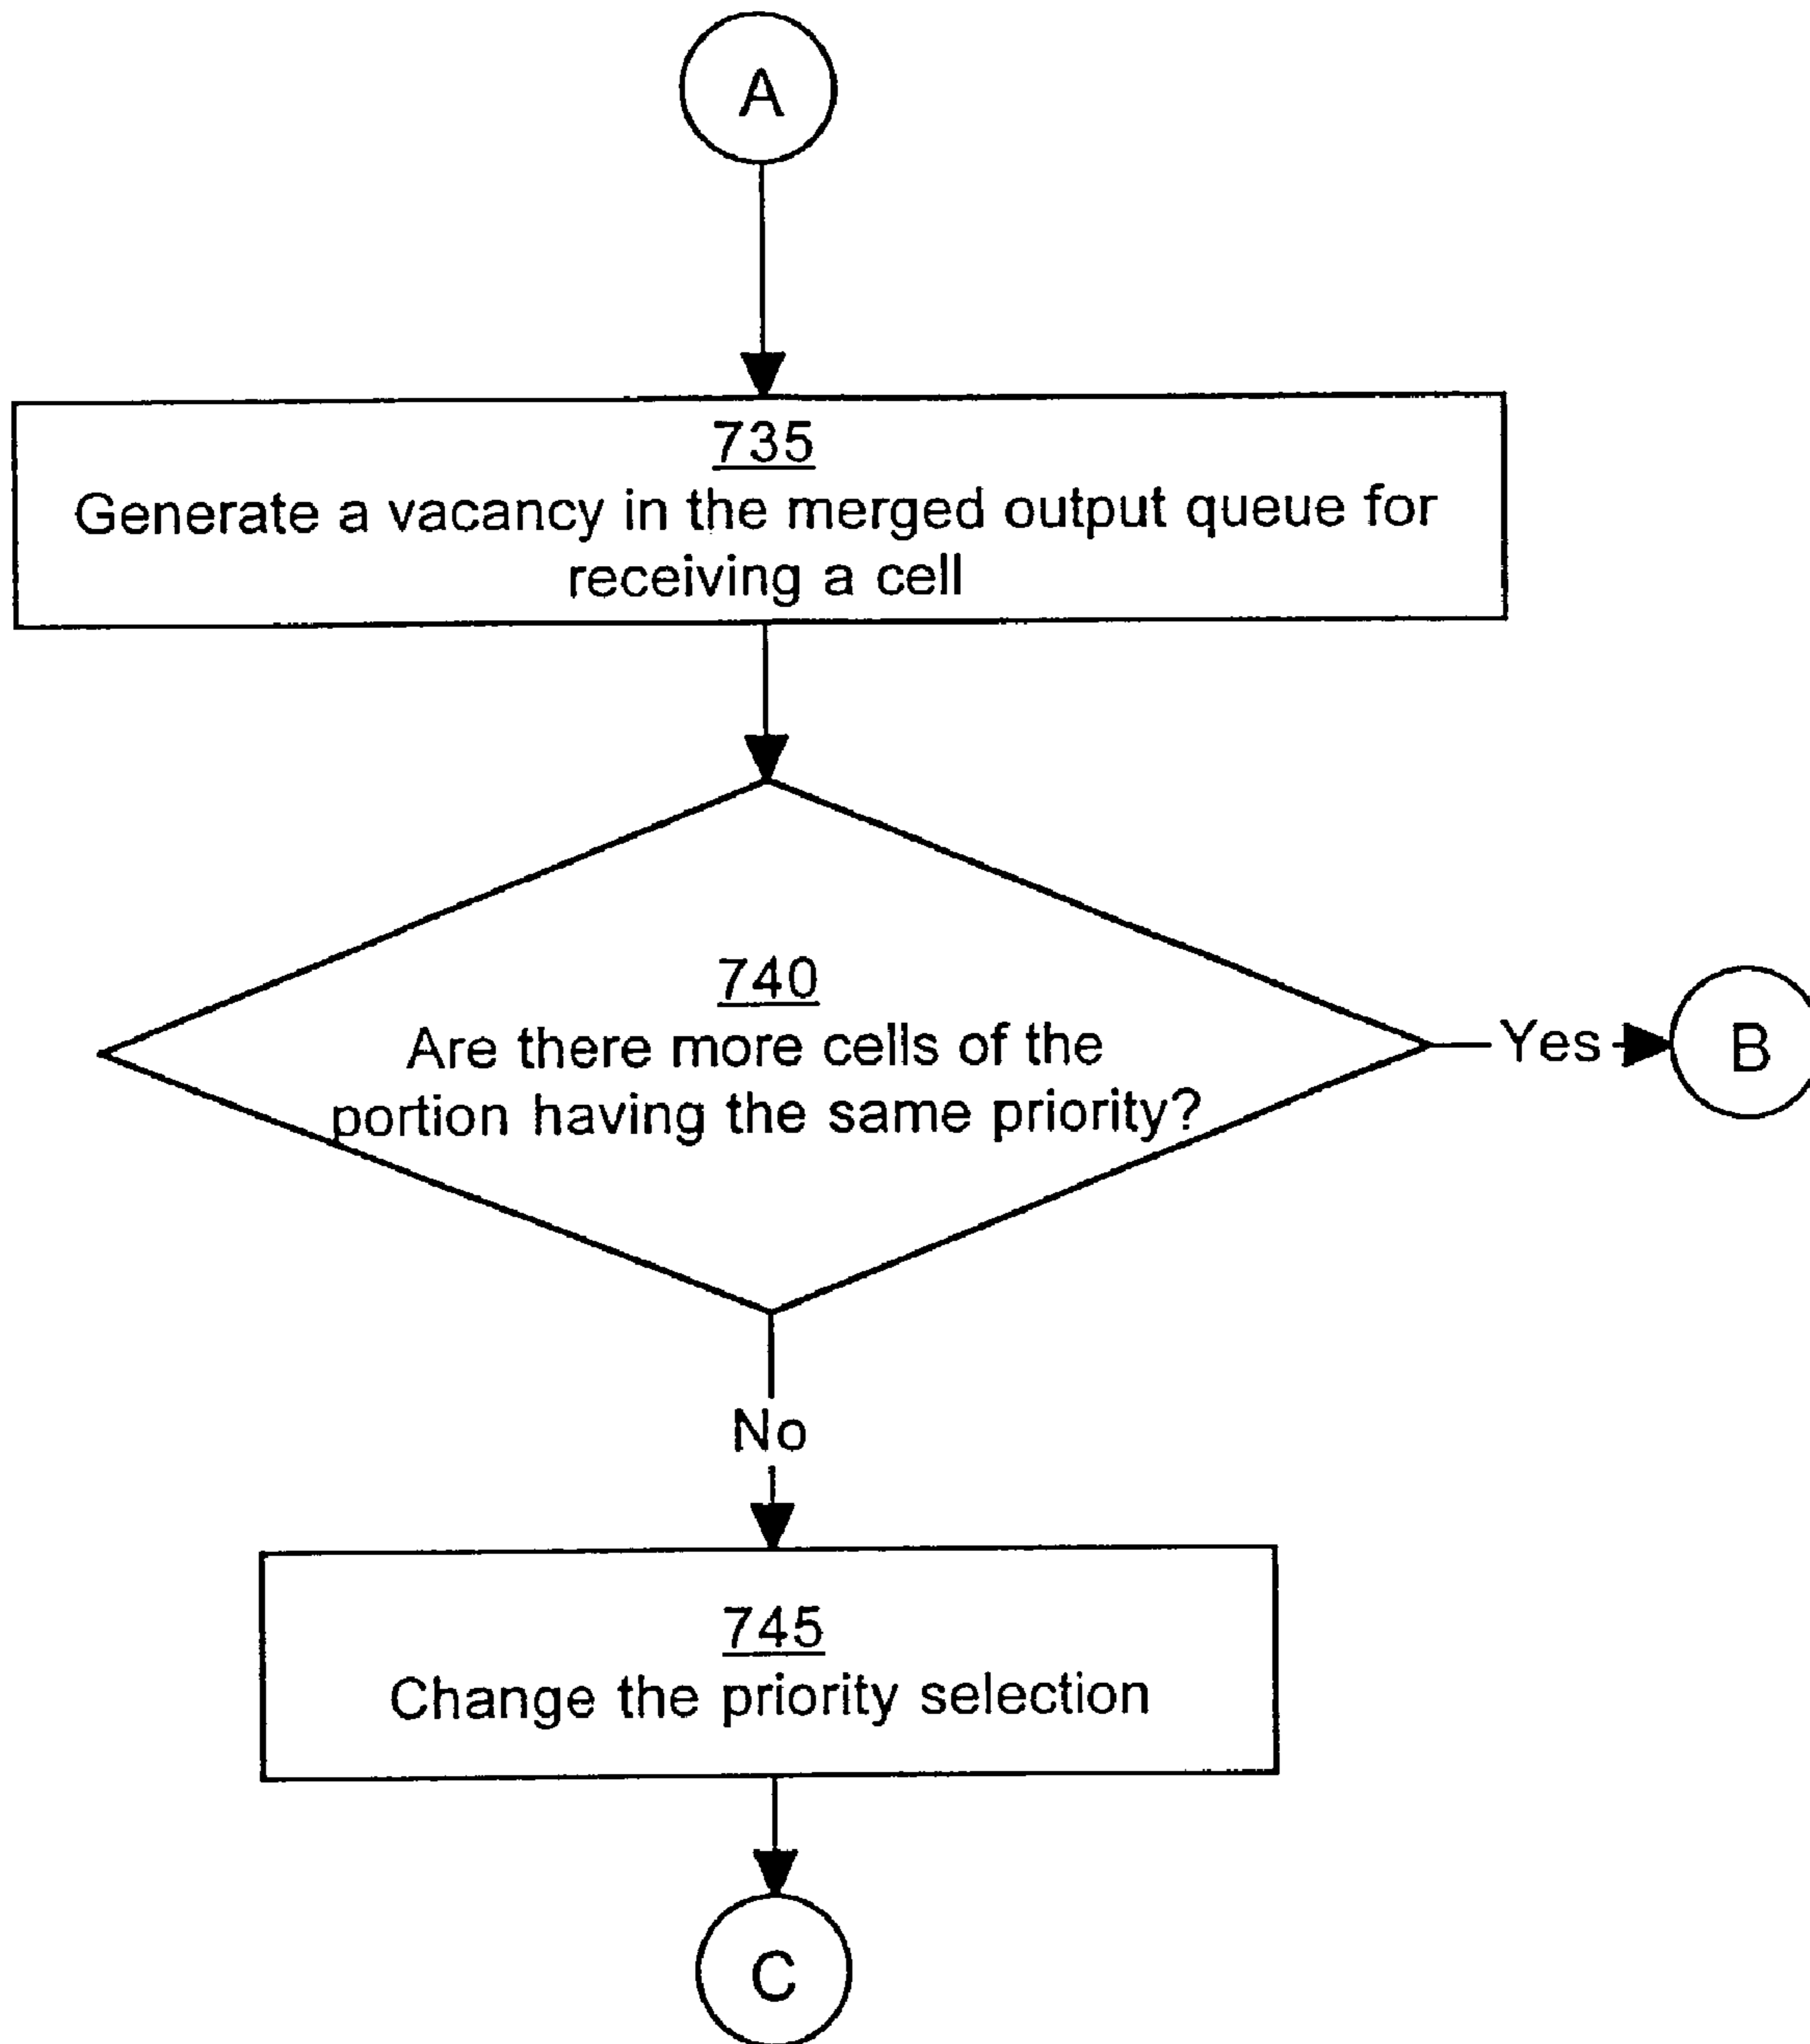 A
735
Generate a vacancy in the merged output queue for
receiving a cell
740
Are there more cells of the
portion having the same priority?
Yes
B
No
745
Change the priority selection
C